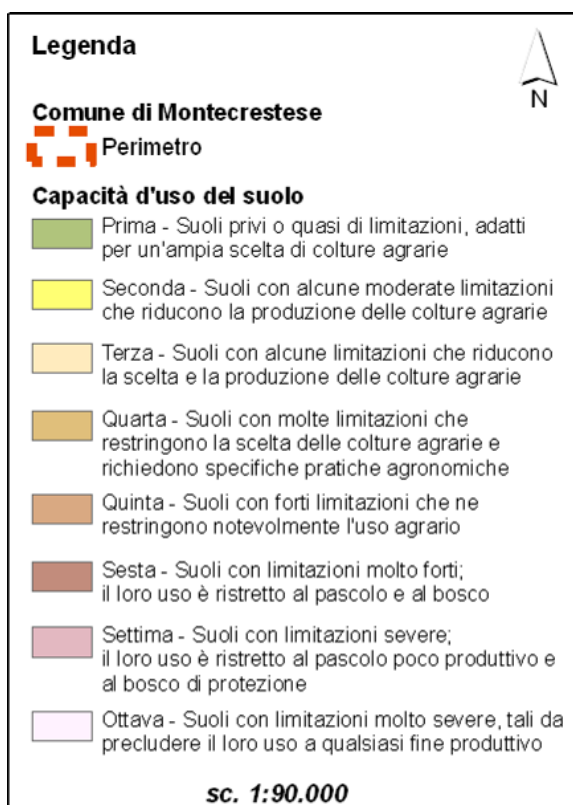 Legenda
N
Comune di Montecrestese
Perimetro
Capacità d'uso del suolo
Prima - Suoli privi o quasi di limitazioni, adatti
per un'ampia scelta di colture agrarie
Seconda - Suoli con alcune moderate limitazioni
che riducono la produzione delle colture agrarie
Terza - Suoli con alcune limitazioni che riducono
la scelta e la produzione delle colture agrarie
Quarta - Suoli con molte limitazioni che
restringono la scelta delle colture agrarie e
richiedono specifiche pratiche agronomiche
Quinta - Suoli con forti limitazioni che ne
restringono notevolmente l'uso agrario
Sesta - Suoli con limitazioni molto forti;
il loro uso è ristretto al pascolo e al bosco
Settima - Suoli con limitazioni severe;
il loro uso è ristretto al pascolo poco produttivo e
al bosco di protezione
Ottava - Suoli con limitazioni molto severe, tali da
precludere il loro uso a qualsiasi fine produttivo
sc. 1:90.000